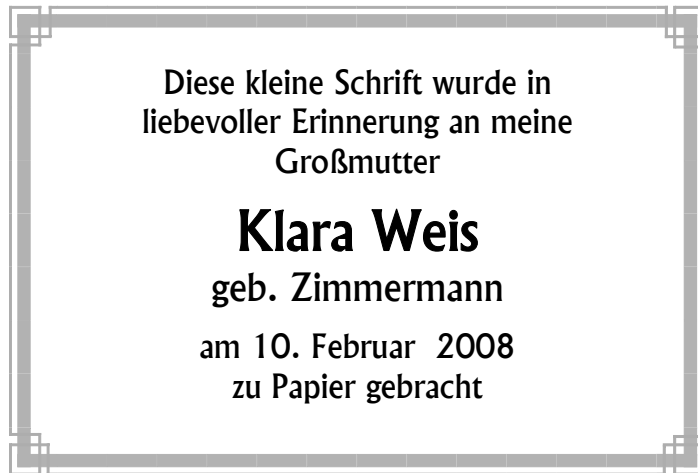 Diese kleine Schrift wurde in
liebevoller Erinnerung an meine
Großmutter
Klara Weis
geb. Zimmermann
am 10. Februar 2008
zu Papier gebracht